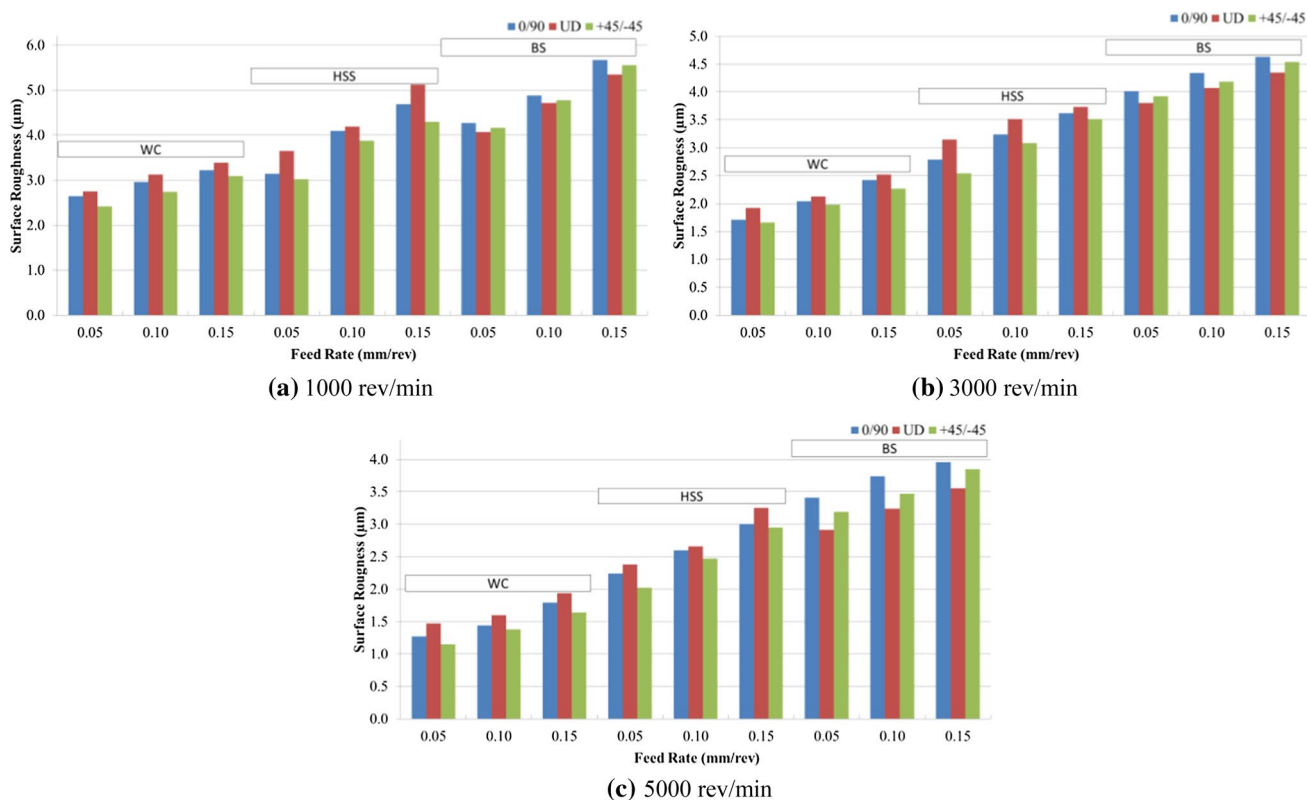 0/90 UD +45/-45
BS
HSS
WC
6.0
5.0
4.0
3.0
2.0
1.0
0.0
Surface Roughness (µm)
0.05 0.10 0.15 0.05 0.10 0.15 0.05 0.10 0.15
Feed Rate (mm/rev)
(a) 1000 rev/min
0/90 UD +45/-45
BS
HSS
WC
5.0
4.5
4.0
3.5
3.0
2.5
2.0
1.5
1.0
0.5
0.0
Surface Rougness (µm)
0.05 0.10 0.15 0.05 0.10 0.15 0.05 0.10 0.15
Feed Rate (mm/rev)
(b) 3000 rev/min
0/90 UD +45/-45
BS
HSS
WC
4.0
3.5
3.0
2.5
2.0
1.5
1.0
0.5
0.0
Surface Rougness (µm)
0.05 0.10 0.15 0.05 0.10 0.15 0.05 0.10 0.15
Feed Rate (mm/rev)
(c) 5000 rev/min